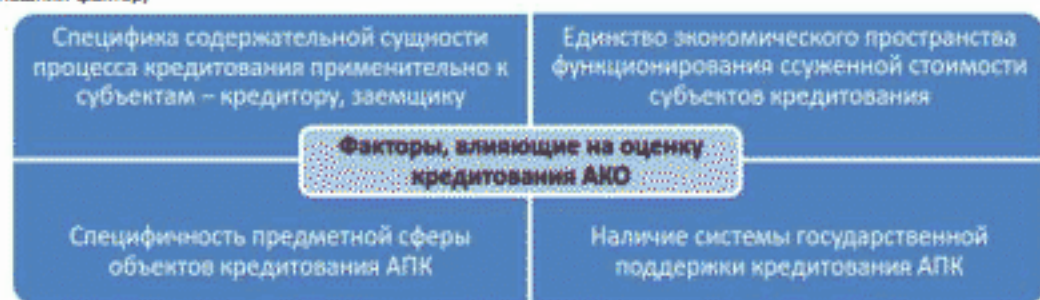 Специфика содержательной сущности
процесса кредитования применительно к
субъектам – кредитору, заемщику
Единство экономического пространства
функционирования ссуженной стоимости
субъектов кредитования
Факторы, влияющие на оценку
кредитования АКО
Специфичность предметной сферы
объектов кредитования АПК
Наличие системы государственной
поддержки кредитования АПК